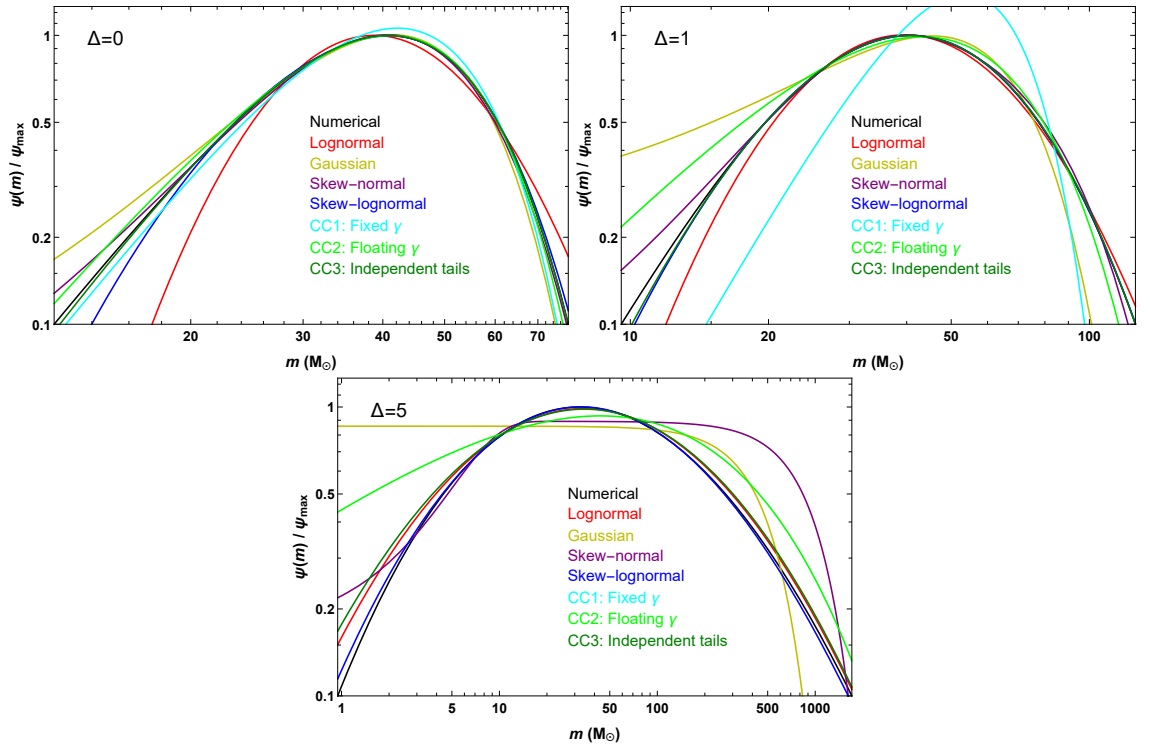 Δ=0
ψ(m) / ψmax
1
0.5
0.2
0.1
Numerical
Lognormal
Gaussian
Skew-normal
Skew-lognormal
CC1: Fixed γ
CC2: Floating γ
CC3: Independent tails
20
30
40
50
60
70
m (M⊙)
Δ=1
ψ(m) / ψmax
1
0.5
0.2
0.1
Numerical
Lognormal
Gaussian
Skew-normal
Skew-lognormal
CC1: Fixed γ
CC2: Floating γ
CC3: Independent tails
10
20
50
100
m (M⊙)
Δ=5
ψ(m) / ψmax
1
0.5
0.2
0.1
Numerical
Lognormal
Gaussian
Skew-normal
Skew-lognormal
CC1: Fixed γ
CC2: Floating γ
CC3: Independent tails
1
5
10
50
100
500
1000
m (M⊙)